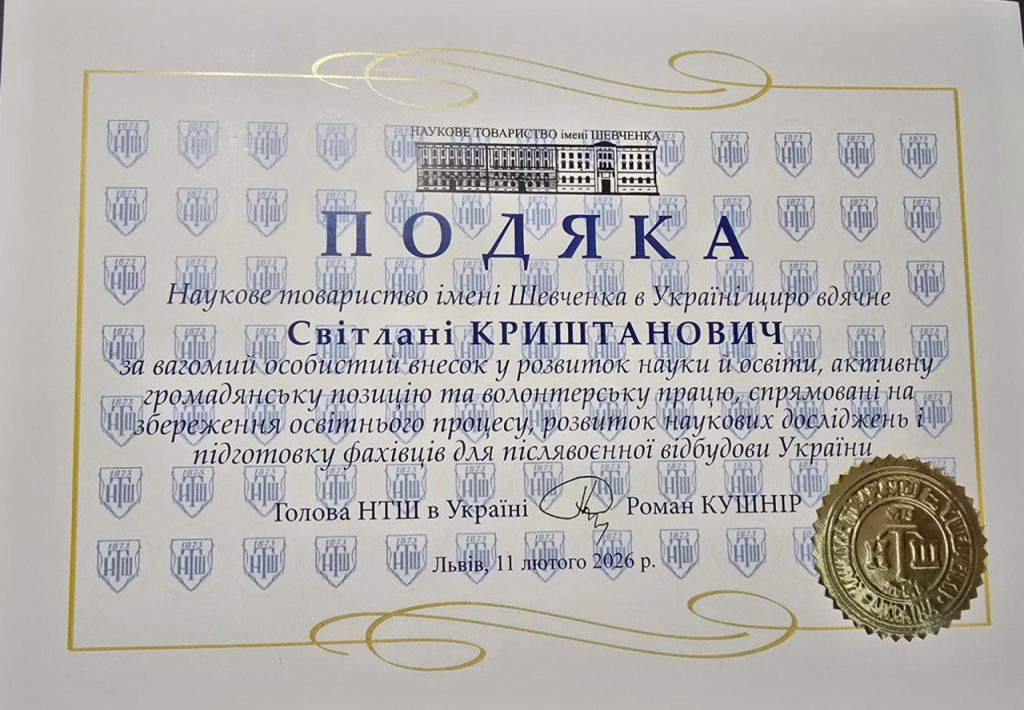 НАУКОВЕ ТОВАРИСТВО імені ШЕВЧЕНКА
ПОДЯКА
Наукове товариство імені Шевченка в Україні щиро вдячне
Світлані КРИШТАНОВИЧ
за вагомий особистий внесок у розвиток науки й освіти, активну
громадянську позицію та волонтерську працю, спрямовані на
збереження освітнього процесу, розвиток наукових досліджень і
підготовку фахівців для післявоєнної відбудови України
Голова НТШ в Україні Роман КУШНІР
Львів, 11 лютого 2026 р.
1873
НТШ